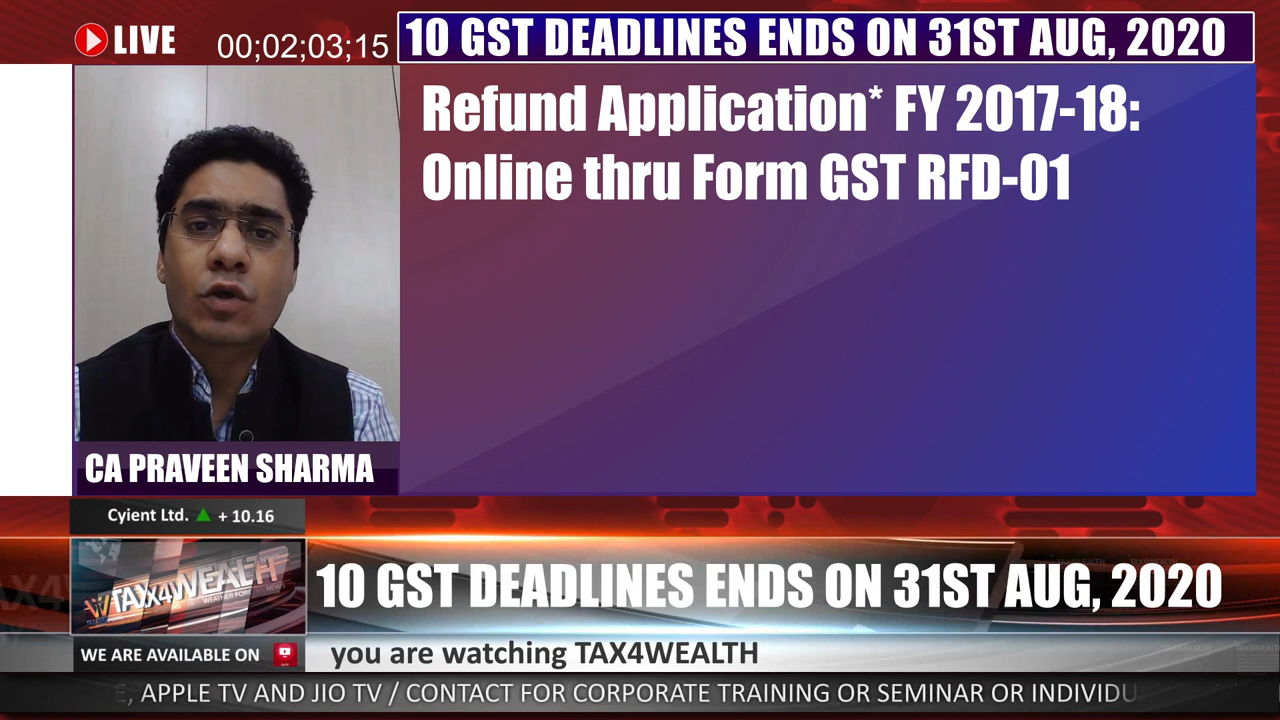 LIVE
00;02;03;15
10 GST DEADLINES ENDS ON 31ST AUG, 2020
Refund Application* FY 2017-18:
Online thru Form GST RFD-01
CA PRAVEEN SHARMA
Cyient Ltd. ▲ + 10.16
TAX4WEALTH
10 GST DEADLINES ENDS ON 31ST AUG, 2020
WE ARE AVAILABLE ON
you are watching TAX4WEALTH
E, APPLE TV AND JIO TV / CONTACT FOR CORPORATE TRAINING OR SEMINAR OR INDIVIDU